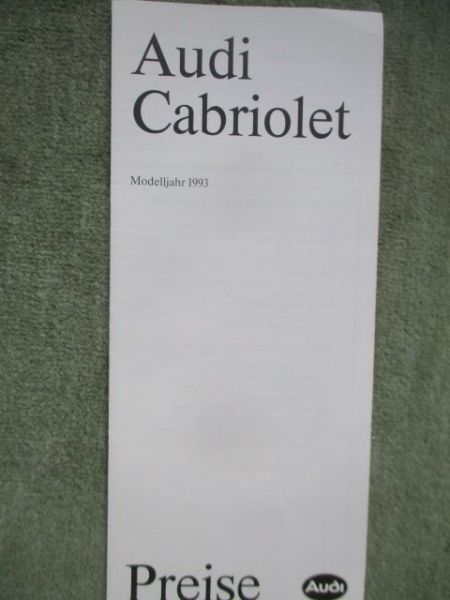 Audi
Cabriolet
Modelljahr 1993
Preise
Audi